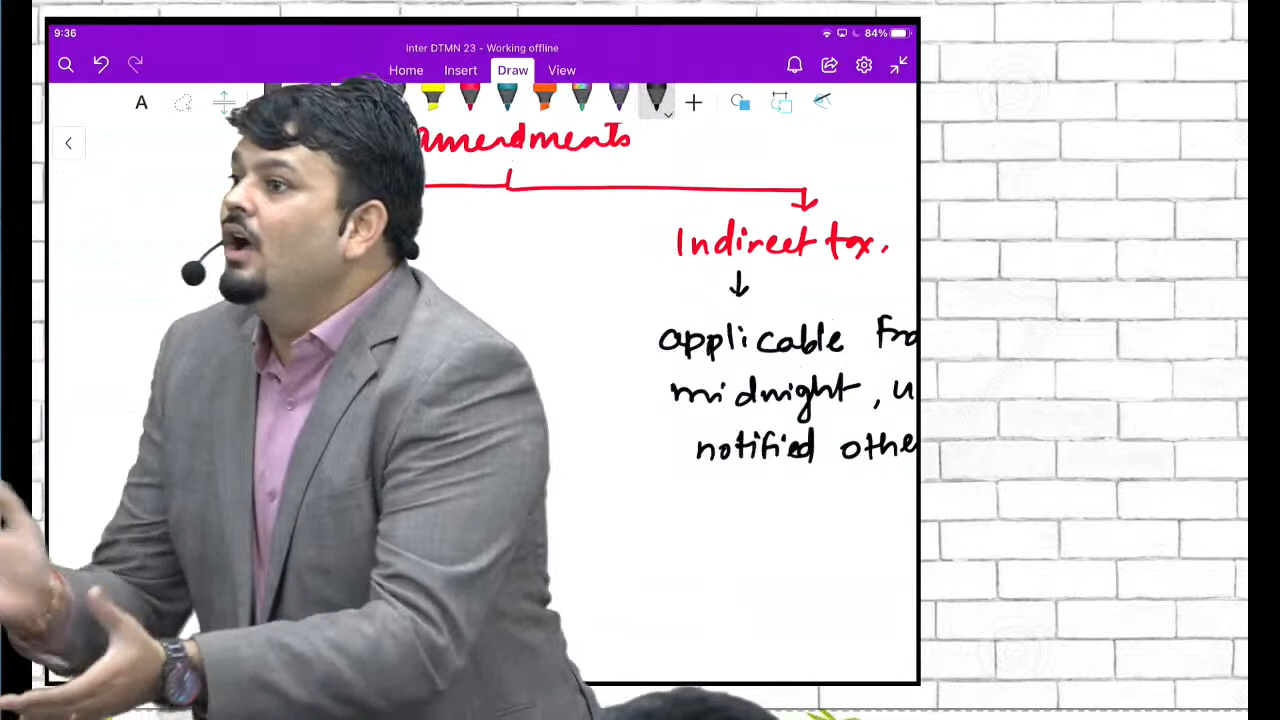 9:36
84%
Inter DTMN 23 - Working offline
Home Insert Draw View
A
amendments
Indirect tax.
applicable fro
midnight, u
notified othe